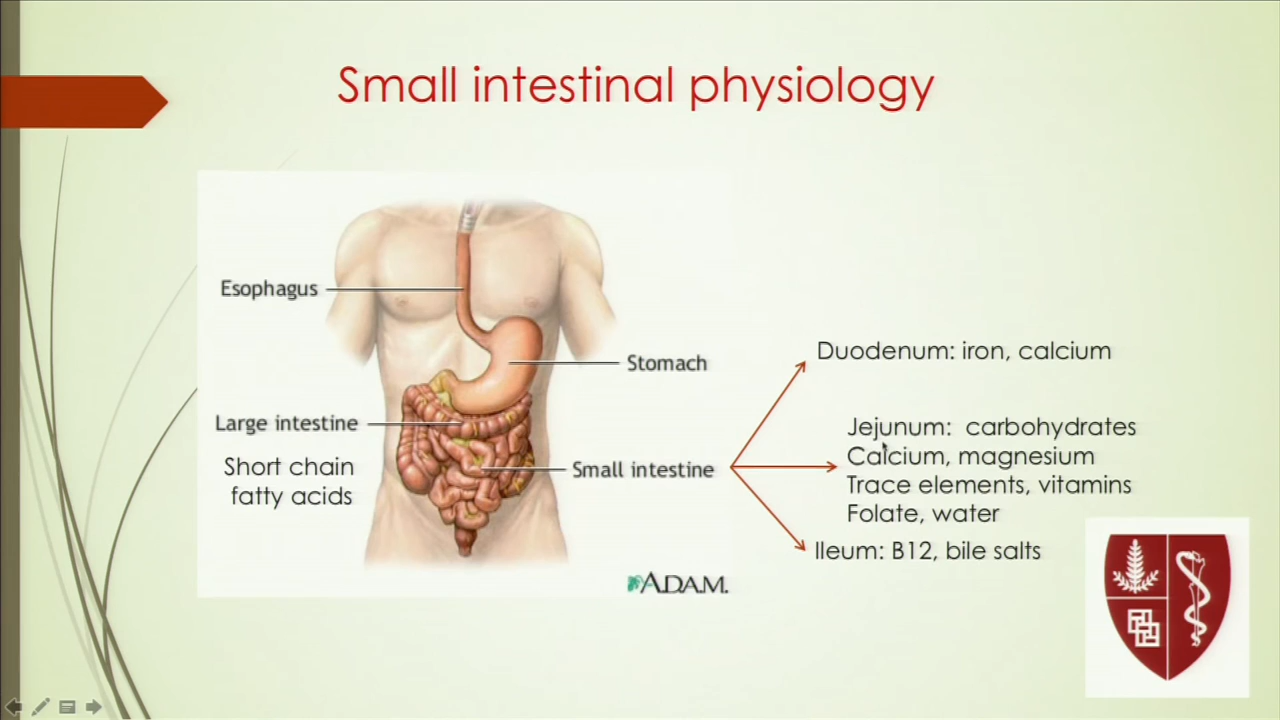 Small intestinal physiology
Esophagus
Stomach
Large intestine
Short chain
fatty acids
Small intestine
Duodenum: iron, calcium
Jejunum: carbohydrates
Calcium, magnesium
Trace elements, vitamins
Folate, water
Ileum: B12, bile salts
A.D.A.M.